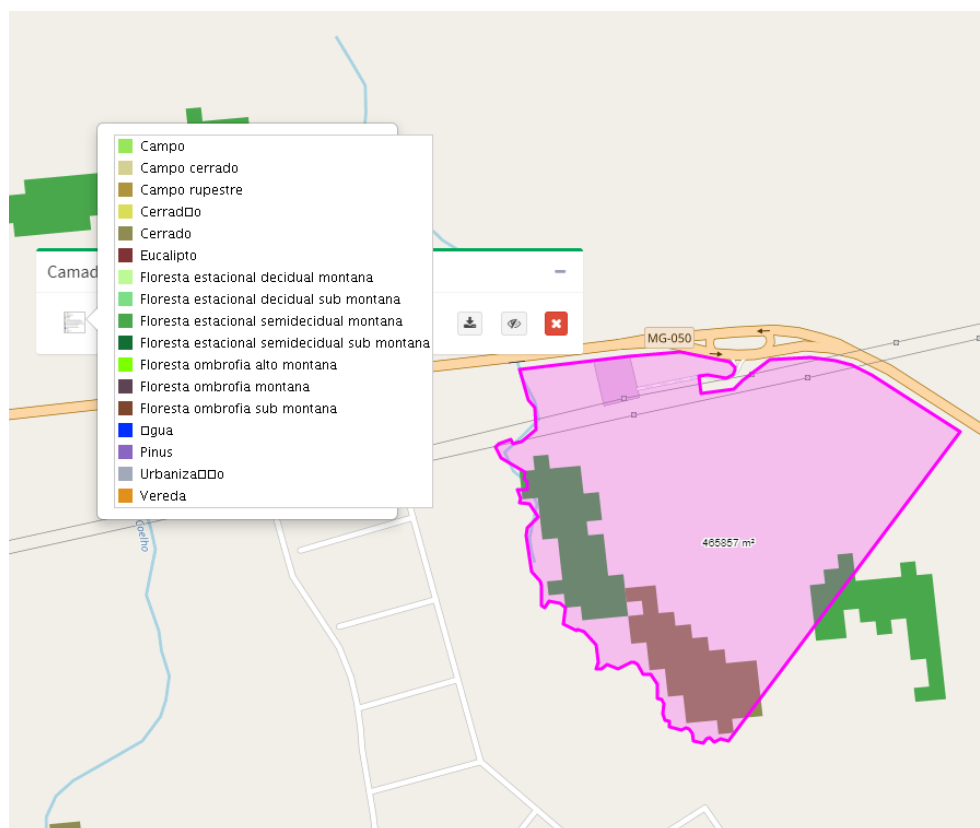 Campo
Campo cerrado
Campo rupestre
Cerrad□o
Cerrado
Eucalipto
Camad
Floresta estacional decidual montana
Floresta estacional decidual sub montana
Floresta estacional semidecidual montana
Floresta estacional semidecidual sub montana
Floresta ombrofia alto montana
Floresta ombrofia montana
Floresta ombrofia sub montana
□gua
Pinus
Urbaniza□□o
Vereda
MG-050
Coelho
465857 m²